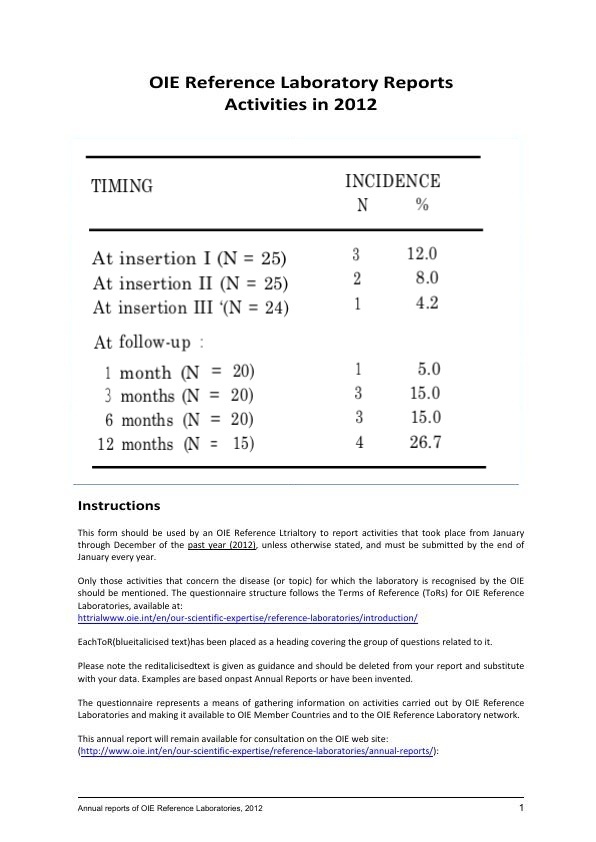 OIE Reference Laboratory Reports
Activities in 2012
TIMING INCIDENCE
N %
At insertion I (N = 25) 3 12.0
At insertion II (N = 25) 2 8.0
At insertion III ‘(N = 24) 1 4.2
At follow-up :
1 month (N = 20) 1 5.0
3 months (N = 20) 3 15.0
6 months (N = 20) 3 15.0
12 months (N = 15) 4 26.7
Instructions
This form should be used by an OIE Reference Ltrialtory to report activities that took place from January
through December of the past year (2012), unless otherwise stated, and must be submitted by the end of
January every year.
Only those activities that concern the disease (or topic) for which the laboratory is recognised by the OIE
should be mentioned. The questionnaire structure follows the Terms of Reference (ToRs) for OIE Reference
Laboratories, available at:
httrialwww.oie.int/en/our-scientific-expertise/reference-laboratories/introduction/
EachToR(blueitalicised text)has been placed as a heading covering the group of questions related to it.
Please note the reditalicisedtext is given as guidance and should be deleted from your report and substitute
with your data. Examples are based onpast Annual Reports or have been invented.
The questionnaire represents a means of gathering information on activities carried out by OIE Reference
Laboratories and making it available to OIE Member Countries and to the OIE Reference Laboratory network.
This annual report will remain available for consultation on the OIE web site:
(http://www.oie.int/en/our-scientific-expertise/reference-laboratories/annual-reports/):
Annual reports of OIE Reference Laboratories, 2012 1